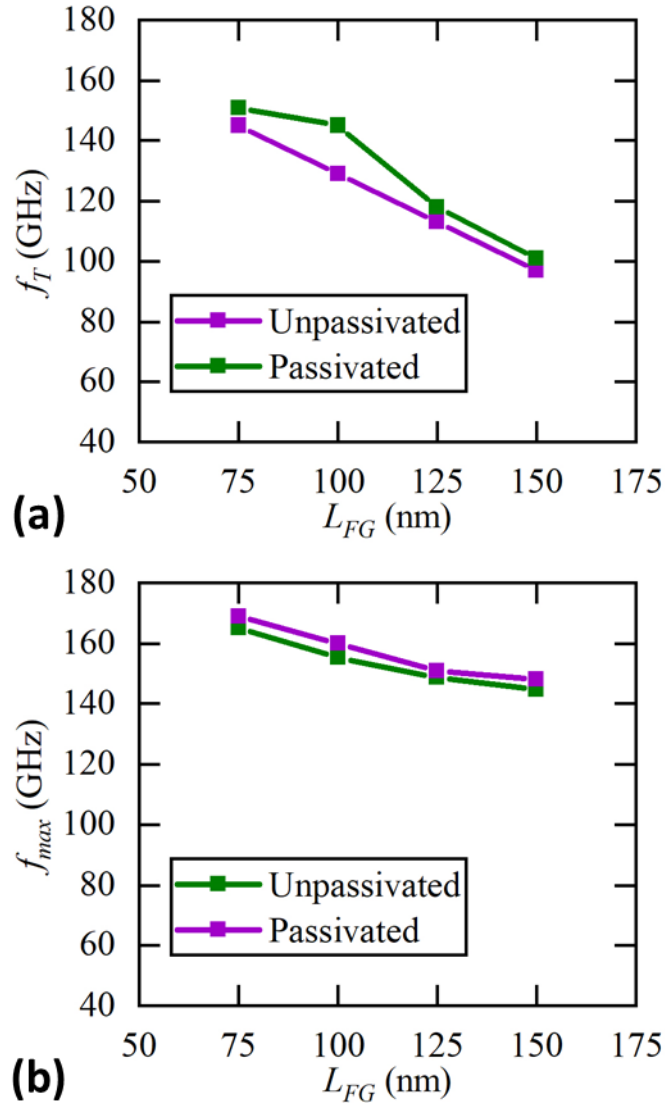 180
160
140
120
100
80
60
40
f_T (GHz)
Unpassivated
Passivated
50 75 100 125 150 175
(a)
L_FG (nm)
180
160
140
120
100
80
60
40
f_max (GHz)
Unpassivated
Passivated
50 75 100 125 150 175
(b)
L_FG (nm)